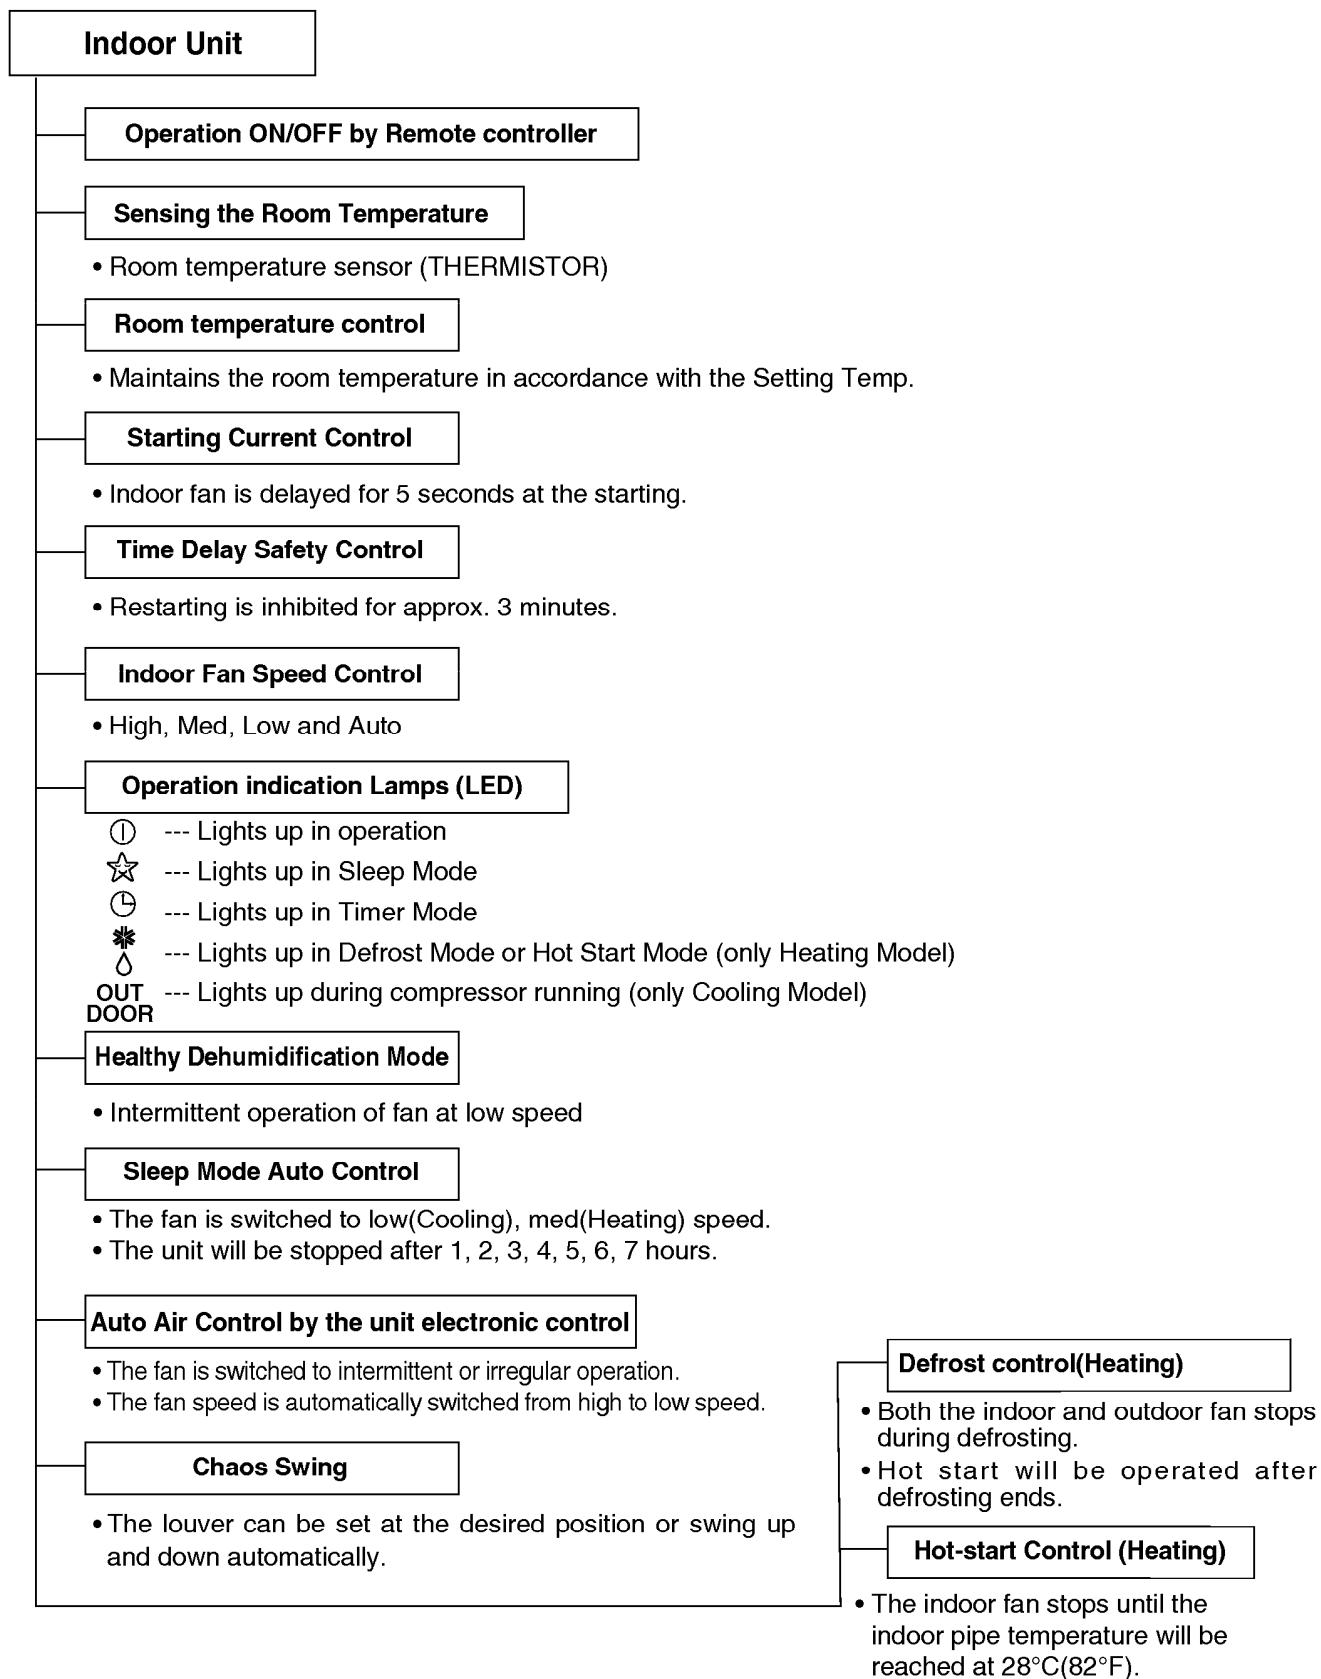 Indoor Unit
Operation ON/OFF by Remote controller
Sensing the Room Temperature
• Room temperature sensor (THERMISTOR)
Room temperature control
• Maintains the room temperature in accordance with the Setting Temp.
Starting Current Control
• Indoor fan is delayed for 5 seconds at the starting.
Time Delay Safety Control
• Restarting is inhibited for approx. 3 minutes.
Indoor Fan Speed Control
• High, Med, Low and Auto
Operation indication Lamps (LED)
--- Lights up in operation
--- Lights up in Sleep Mode
--- Lights up in Timer Mode
--- Lights up in Defrost Mode or Hot Start Mode (only Heating Model)
OUT DOOR --- Lights up during compressor running (only Cooling Model)
Healthy Dehumidification Mode
• Intermittent operation of fan at low speed
Sleep Mode Auto Control
• The fan is switched to low(Cooling), med(Heating) speed.
• The unit will be stopped after 1, 2, 3, 4, 5, 6, 7 hours.
Auto Air Control by the unit electronic control
• The fan is switched to intermittent or irregular operation.
• The fan speed is automatically switched from high to low speed.
Chaos Swing
• The louver can be set at the desired position or swing up
and down automatically.
Defrost control(Heating)
• Both the indoor and outdoor fan stops
during defrosting.
• Hot start will be operated after
defrosting ends.
Hot-start Control (Heating)
• The indoor fan stops until the
indoor pipe temperature will be
reached at 28°C(82°F).